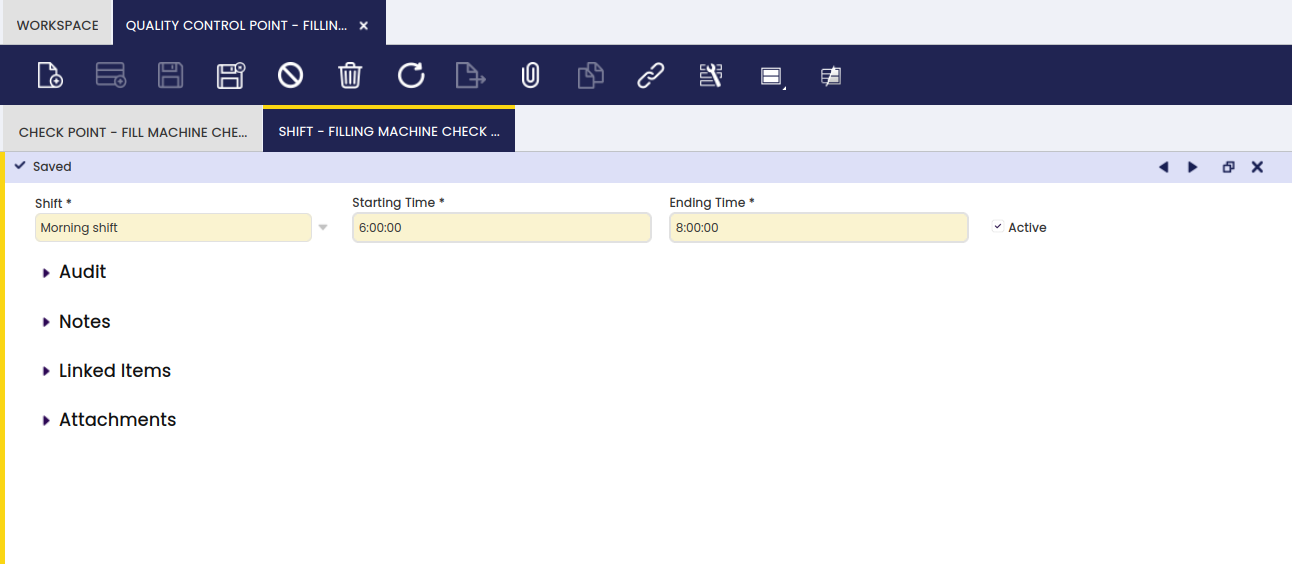 WORKSPACE
QUALITY CONTROL POINT - FILLIN...
CHECK POINT - FILL MACHINE CHE...
SHIFT - FILLING MACHINE CHECK ...
Saved
Shift *
Starting Time *
Ending Time *
Morning shift
6:00:00
8:00:00
Active
Audit
Notes
Linked Items
Attachments